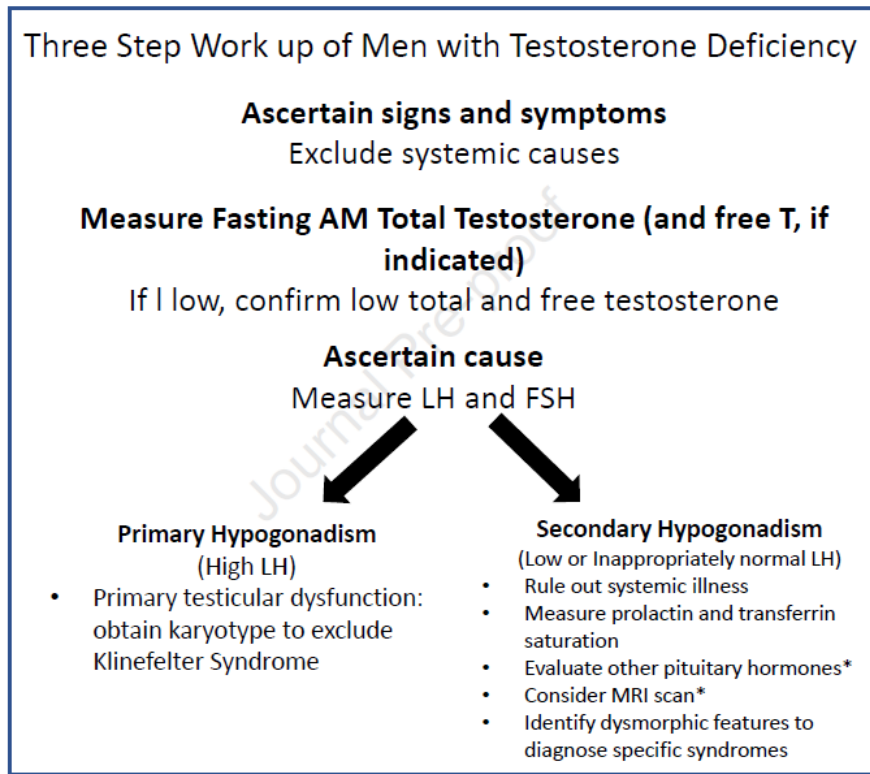 Three Step Work up of Men with Testosterone Deficiency
Ascertain signs and symptoms
Exclude systemic causes
Measure Fasting AM Total Testosterone (and free T, if
indicated)
If l low, confirm low total and free testosterone
Ascertain cause
Measure LH and FSH
Journal Pre-proof
Primary Hypogonadism
(High LH)
• Primary testicular dysfunction:
obtain karyotype to exclude
Klinefelter Syndrome
Secondary Hypogonadism
(Low or Inappropriately normal LH)
• Rule out systemic illness
• Measure prolactin and transferrin
saturation
• Evaluate other pituitary hormones*
• Consider MRI scan*
• Identify dysmorphic features to
diagnose specific syndromes